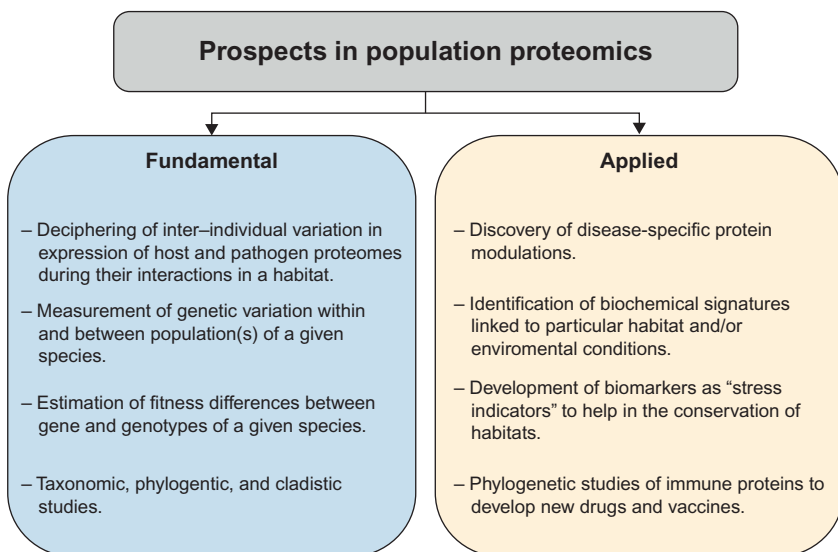 Prospects in population proteomics
Fundamental
– Deciphering of inter–individual variation in
expression of host and pathogen proteomes
during their interactions in a habitat.
– Measurement of genetic variation within
and between population(s) of a given
species.
– Estimation of fitness differences between
gene and genotypes of a given species.
– Taxonomic, phylogentic, and cladistic
studies.
Applied
– Discovery of disease-specific protein
modulations.
– Identification of biochemical signatures
linked to particular habitat and/or
enviromental conditions.
– Development of biomarkers as “stress
indicators” to help in the conservation of
habitats.
– Phylogenetic studies of immune proteins to
develop new drugs and vaccines.